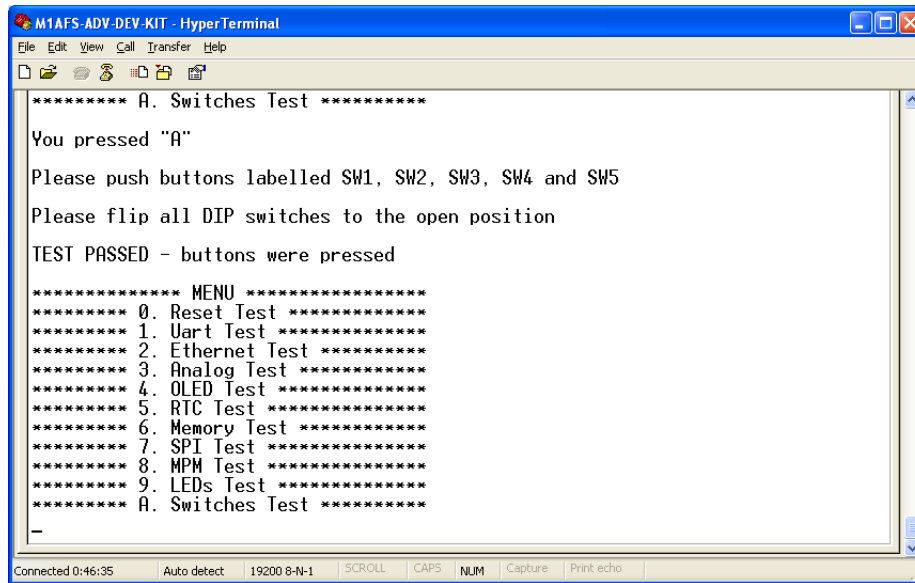 M1AFS-ADV-DEV-KIT - HyperTerminal
File Edit View Call Transfer Help
********* A. Switches Test **********
You pressed "A"
Please push buttons labelled SW1, SW2, SW3, SW4 and SW5
Please flip all DIP switches to the open position
TEST PASSED - buttons were pressed
************** MENU *****************
********* 0. Reset Test *************
********* 1. Uart Test **************
********* 2. Ethernet Test **********
********* 3. Analog Test ************
********* 4. OLED Test **************
********* 5. RTC Test ***************
********* 6. Memory Test ************
********* 7. SPI Test ***************
********* 8. MPM Test ***************
********* 9. LEDs Test **************
********* A. Switches Test **********
_
Connected 0:46:35 Auto detect 19200 8-N-1 SCROLL CAPS NUM Capture Print echo